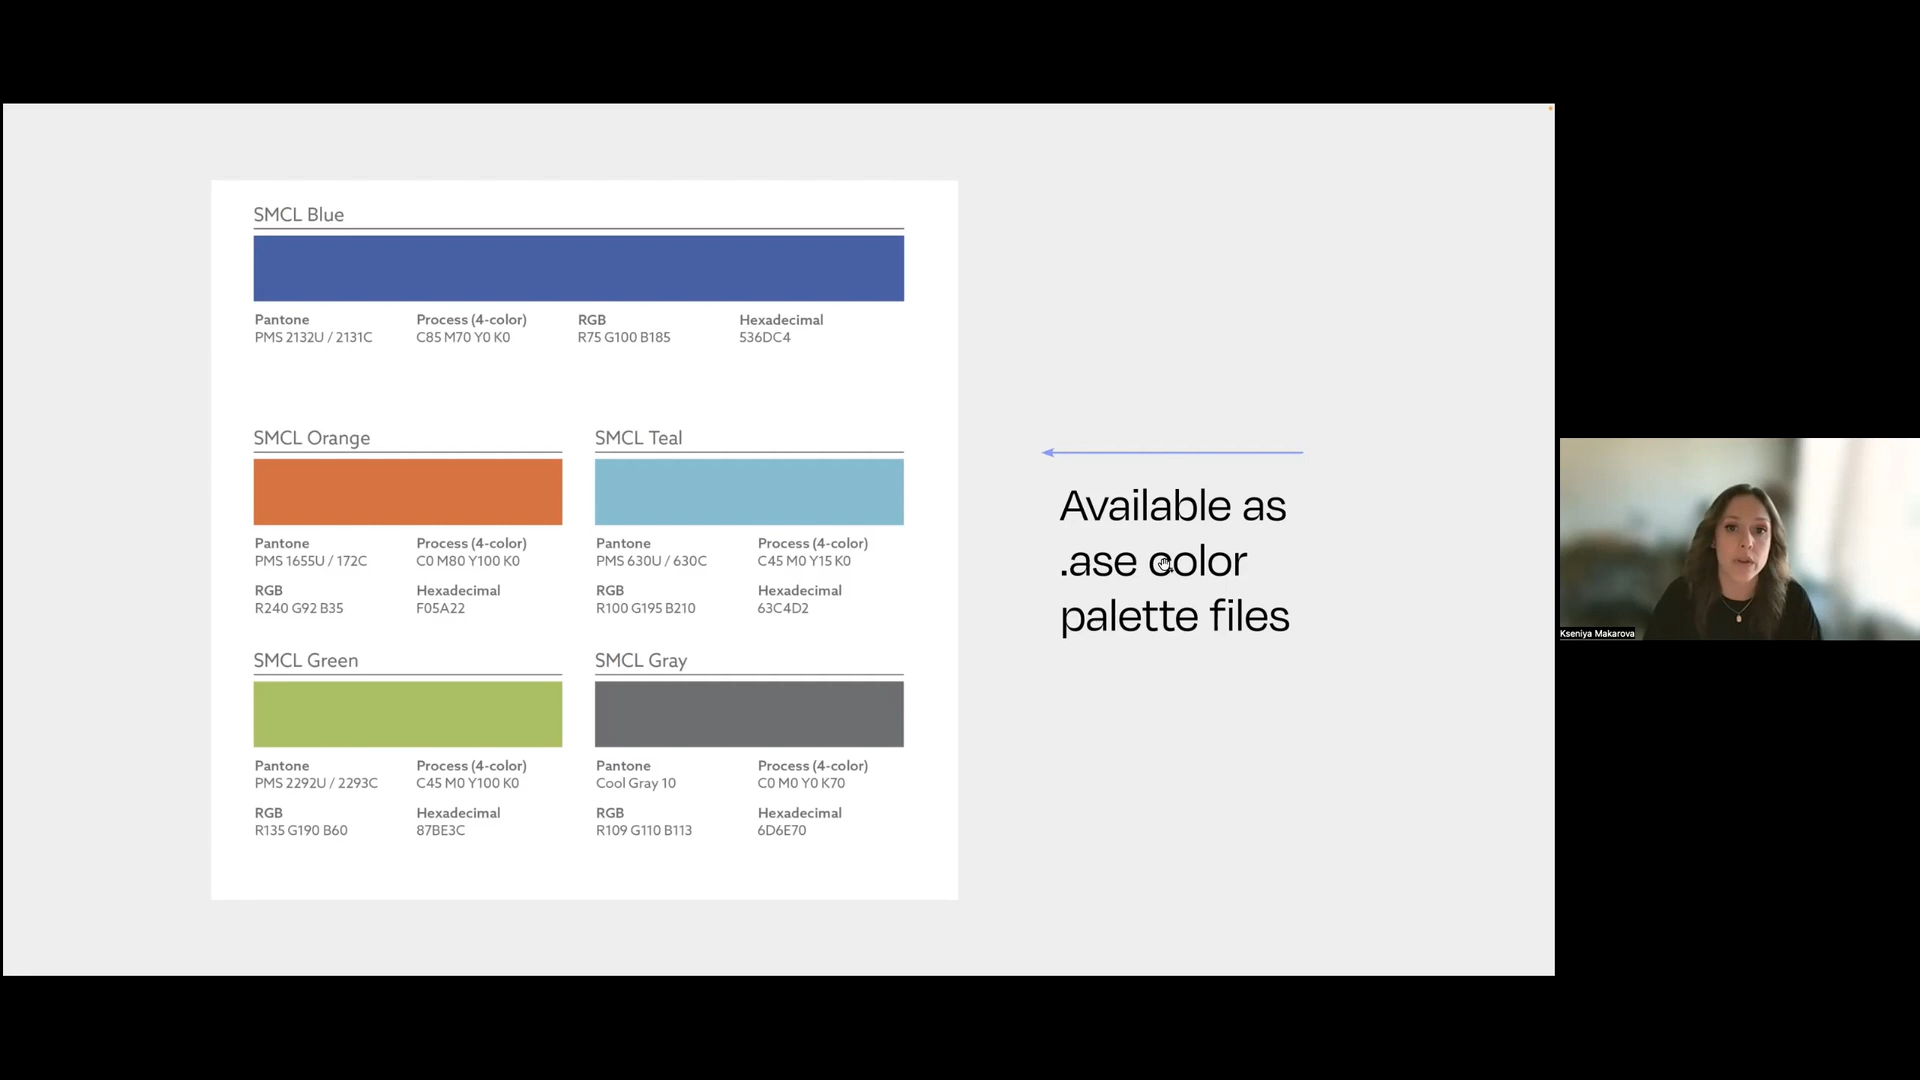 SMCL Blue
Pantone
PMS 2132U / 2131C
Process (4-color)
C85 M70 Y0 K0
RGB
R75 G100 B185
Hexadecimal
536DC4
SMCL Orange
Pantone
PMS 1655U / 172C
Process (4-color)
C0 M80 Y100 K0
RGB
R240 G92 B35
Hexadecimal
F05A22
SMCL Teal
Pantone
PMS 630U / 630C
Process (4-color)
C45 M0 Y15 K0
RGB
R100 G195 B210
Hexadecimal
63C4D2
SMCL Green
Pantone
PMS 2292U / 2293C
Process (4-color)
C45 M0 Y100 K0
RGB
R135 G190 B60
Hexadecimal
87BE3C
SMCL Gray
Pantone
Cool Gray 10
Process (4-color)
C0 M0 Y0 K70
RGB
R109 G110 B113
Hexadecimal
6D6E70
Available as
.ase color
palette files
Kseniya Makarova